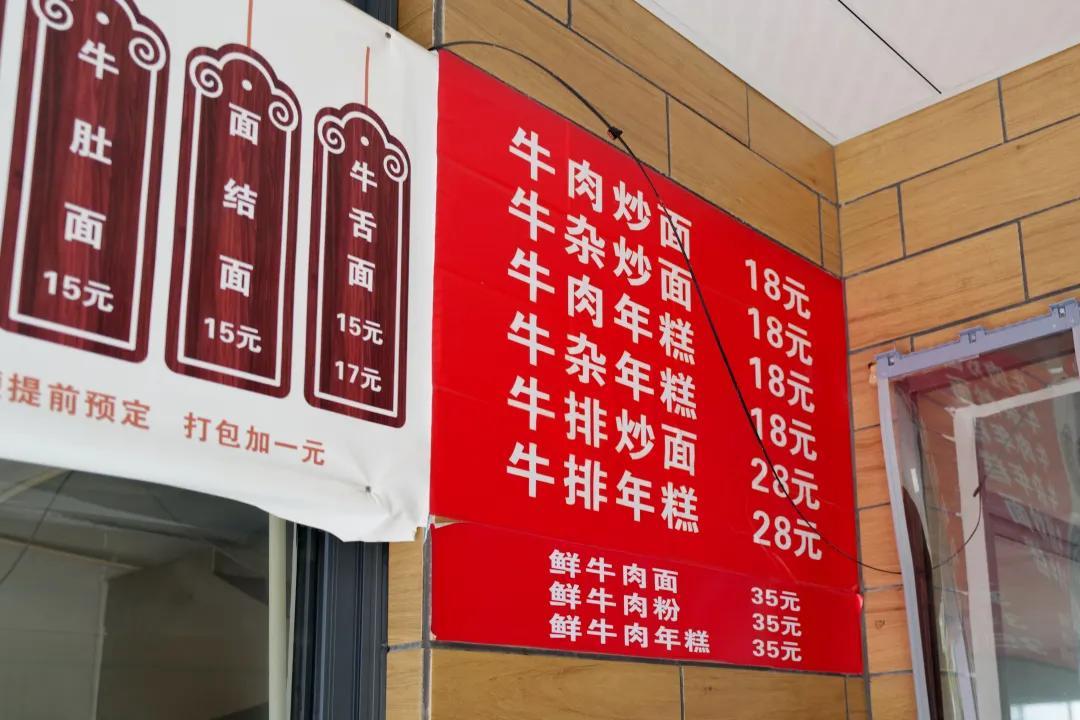 牛肚面
15元
面结面
15元
牛舌面
15元
17元
提前预定 打包加一元
牛肉炒面 18元
牛杂炒面 18元
牛肉年糕 18元
牛杂年糕 18元
牛排炒面 28元
牛排年糕 28元
鲜牛肉面 35元
鲜牛肉粉 35元
鲜牛肉年糕 35元